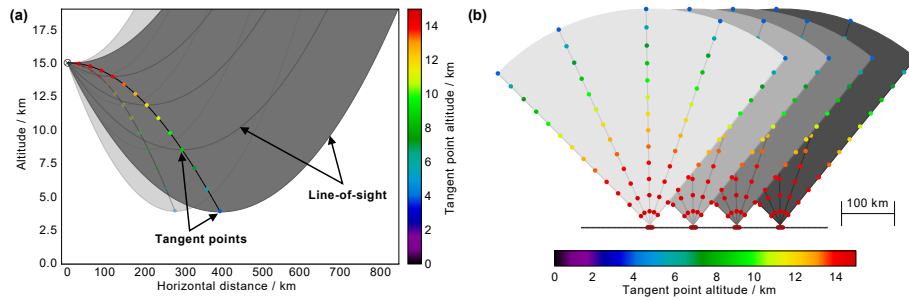 (a)
Altitude / km
17.5
15.0
12.5
10.0
7.5
5.0
2.5
0.0
0 100 200 300 400 500 600 700 800
Horizontal distance / km
Line-of-sight
Tangent points
14
12
10
8
6
4
2
0
Tangent point altitude / km
(b)
100 km
0 2 4 6 8 10 12 14
Tangent point altitude / km